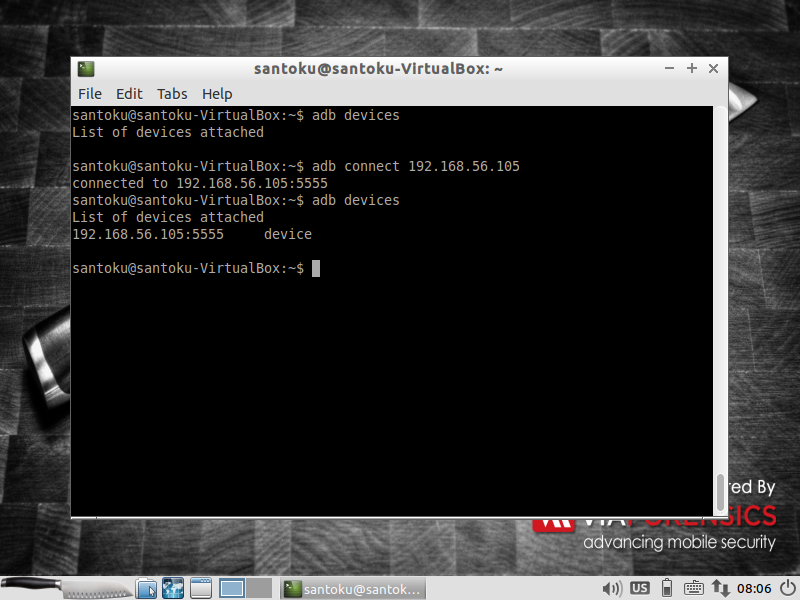 santoku@santoku-VirtualBox: ~
File Edit Tabs Help
santoku@santoku-VirtualBox:~$ adb devices
List of devices attached
santoku@santoku-VirtualBox:~$ adb connect 192.168.56.105
connected to 192.168.56.105:5555
santoku@santoku-VirtualBox:~$ adb devices
List of devices attached
192.168.56.105:5555 device
santoku@santoku-VirtualBox:~$
red By
VIAFORENSICS
advancing mobile security
santoku@santok...
US
08:06